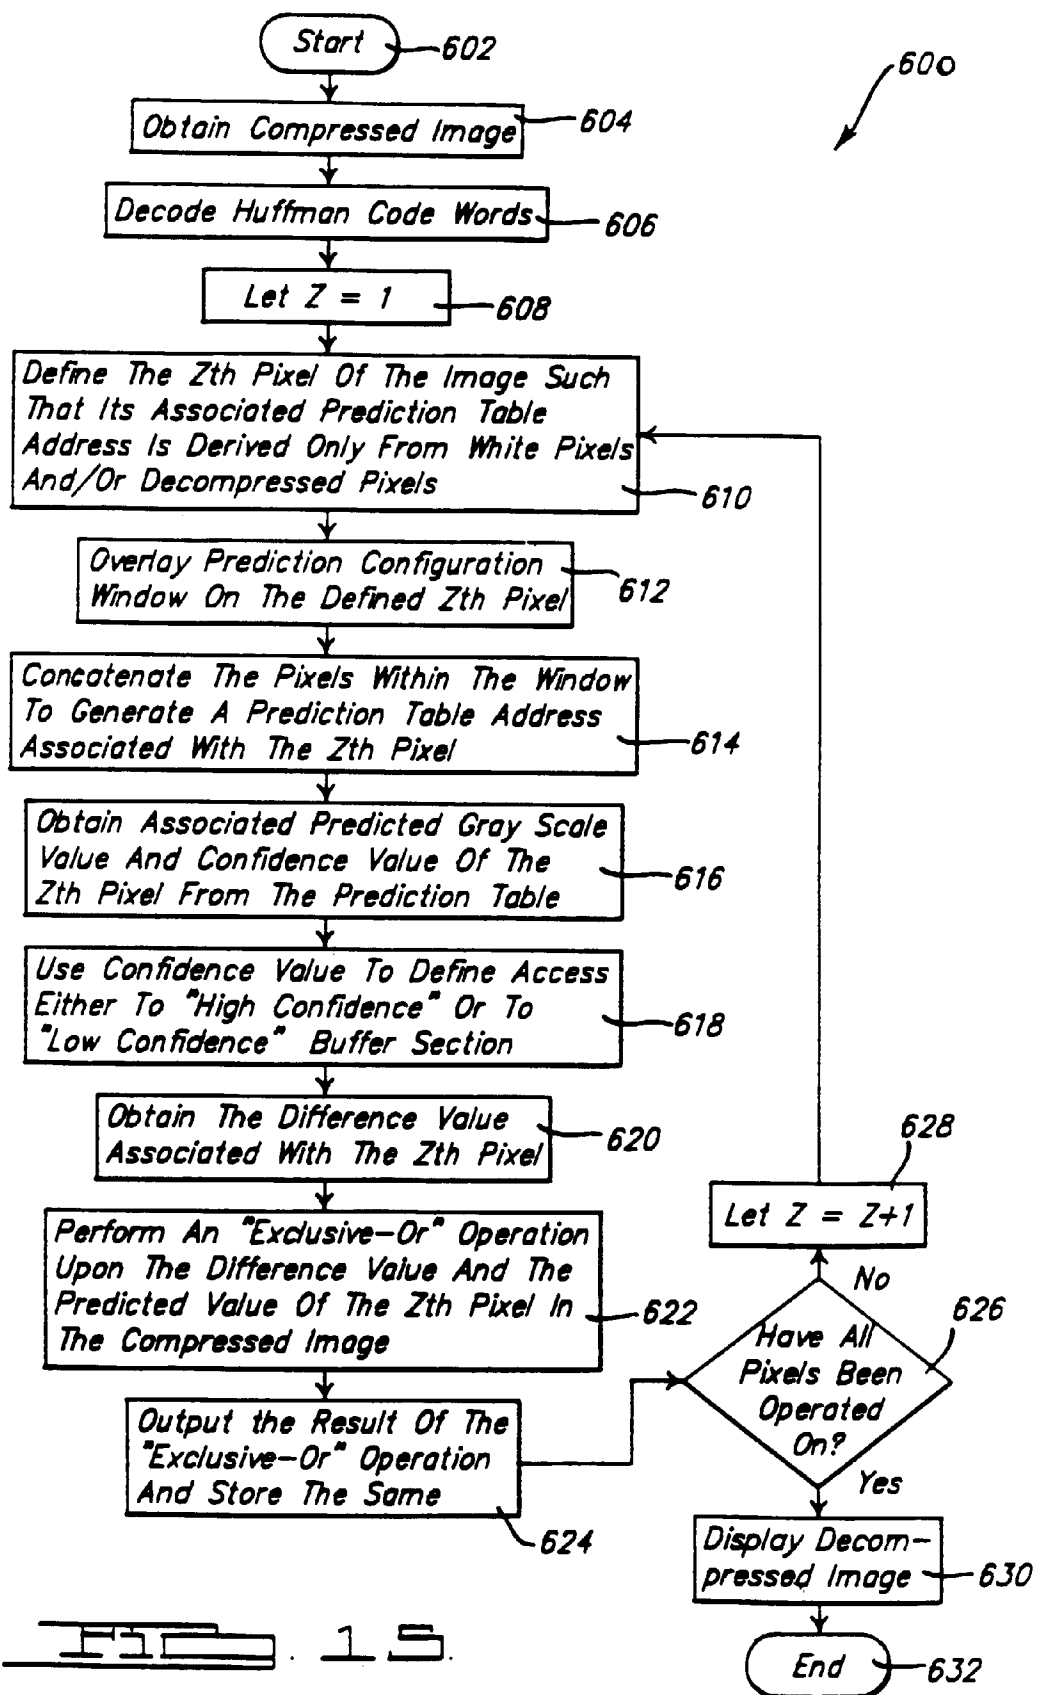 Start
602
600
Obtain Compressed Image
604
Decode Huffman Code Words
606
Let Z = 1
608
Define The Zth Pixel Of The Image Such
That Its Associated Prediction Table
Address Is Derived Only From White Pixels
And/Or Decompressed Pixels
610
Overlay Prediction Configuration
Window On The Defined Zth Pixel
612
Concatenate The Pixels Within The Window
To Generate A Prediction Table Address
Associated With The Zth Pixel
614
Obtain Associated Predicted Gray Scale
Value And Confidence Value Of The
Zth Pixel From The Prediction Table
616
Use Confidence Value To Define Access
Either To "High Confidence" Or To
"Low Confidence" Buffer Section
618
Obtain The Difference Value
Associated With The Zth Pixel
620
Perform An "Exclusive-Or" Operation
Upon The Difference Value And The
Predicted Value Of The Zth Pixel In
The Compressed Image
622
Output the Result Of The
"Exclusive-Or" Operation
And Store The Same
624
628
Let Z = Z+1
No
626
Have All
Pixels Been
Operated
On?
Yes
Display Decom-
pressed Image
630
End
632
15.